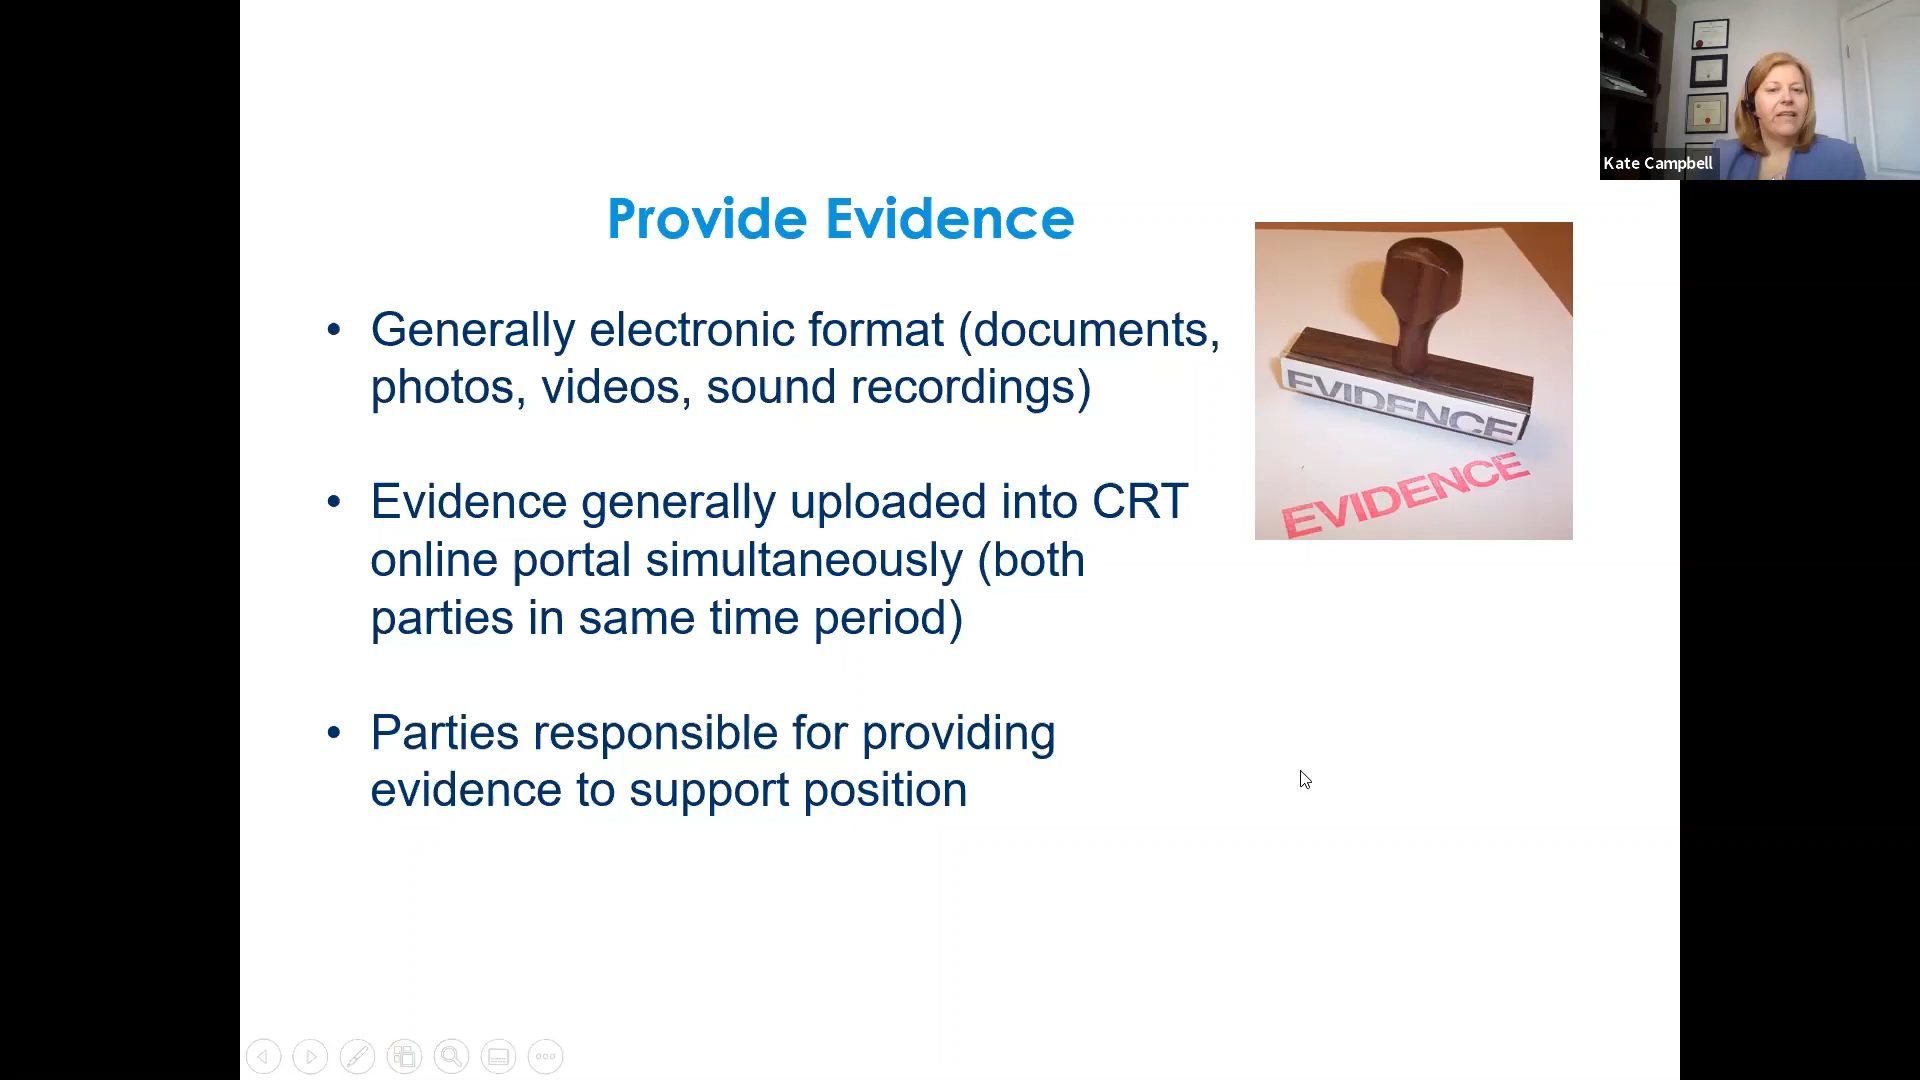 Kate Campbell
Provide Evidence
• Generally electronic format (documents,
photos, videos, sound recordings)
EVIDENCE
EVIDENCE
• Evidence generally uploaded into CRT
online portal simultaneously (both
parties in same time period)
• Parties responsible for providing
evidence to support position